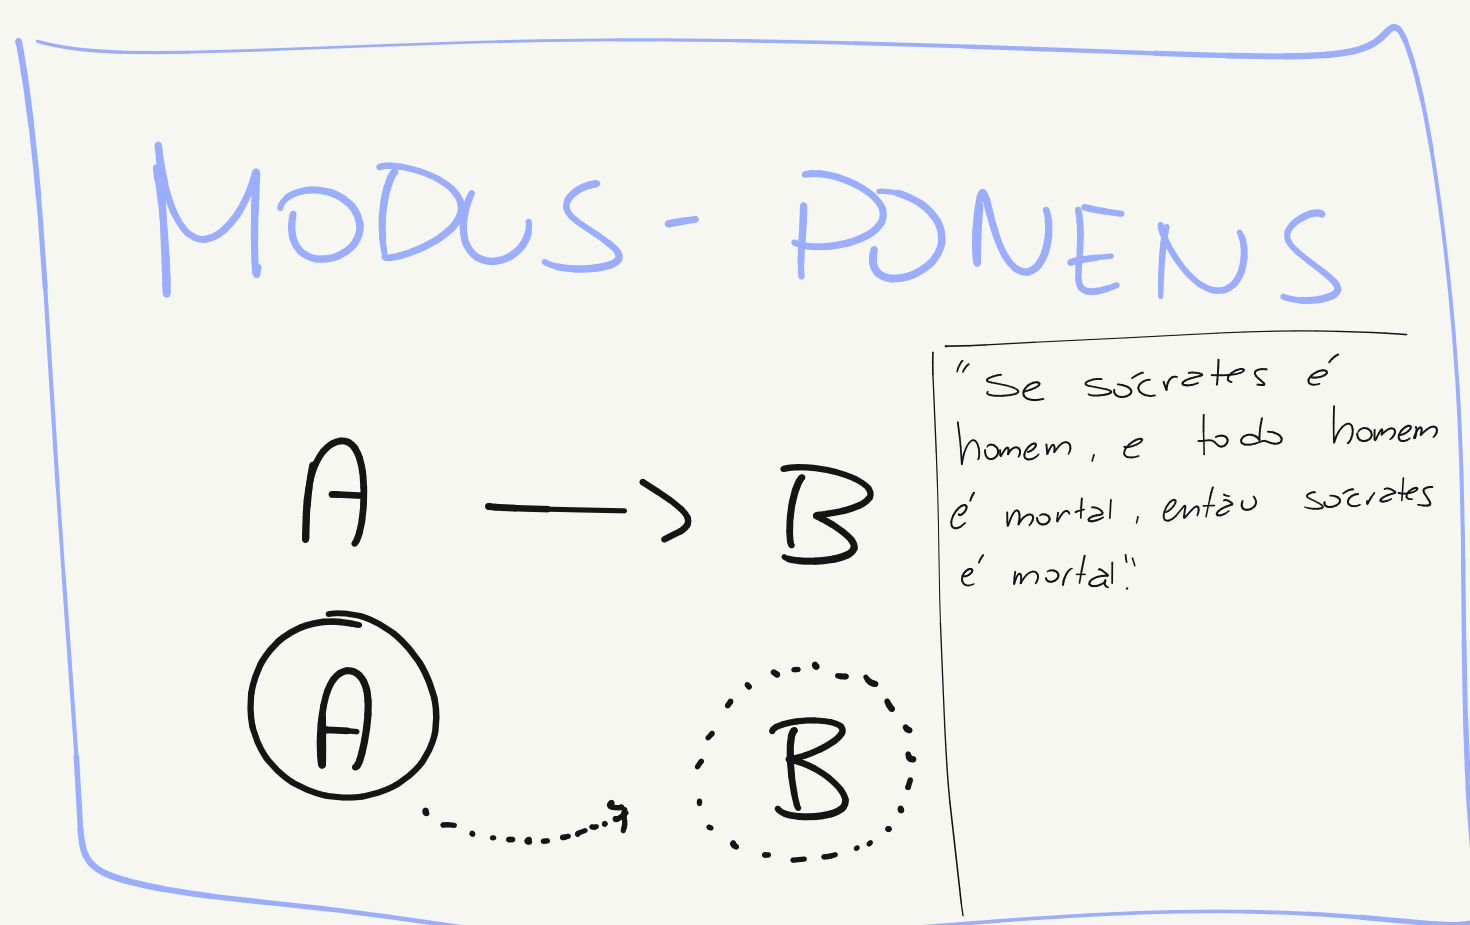 MODUS - PONENS
A → B
A
B
"Se sócrates é
homem, e todo homem
é mortal, então sócrates
é mortal".